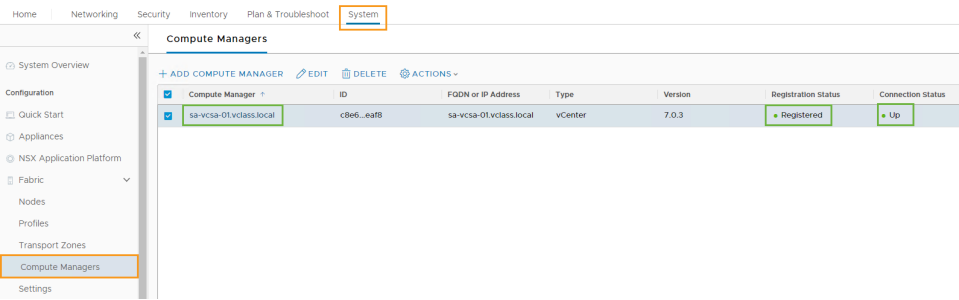 Home Networking Security Inventory Plan & Troubleshoot System
«
Compute Managers
System Overview
+ ADD COMPUTE MANAGER EDIT DELETE ACTIONS
Configuration
Compute Manager ↑ ID FQDN or IP Address Type Version Registration Status Connection Status
sa-vcsa-01.vclass.local c8e6...eaf8 sa-vcsa-01.vclass.local vCenter 7.0.3 Registered Up
Quick Start
Appliances
NSX Application Platform
Fabric
Nodes
Profiles
Transport Zones
Compute Managers
Settings